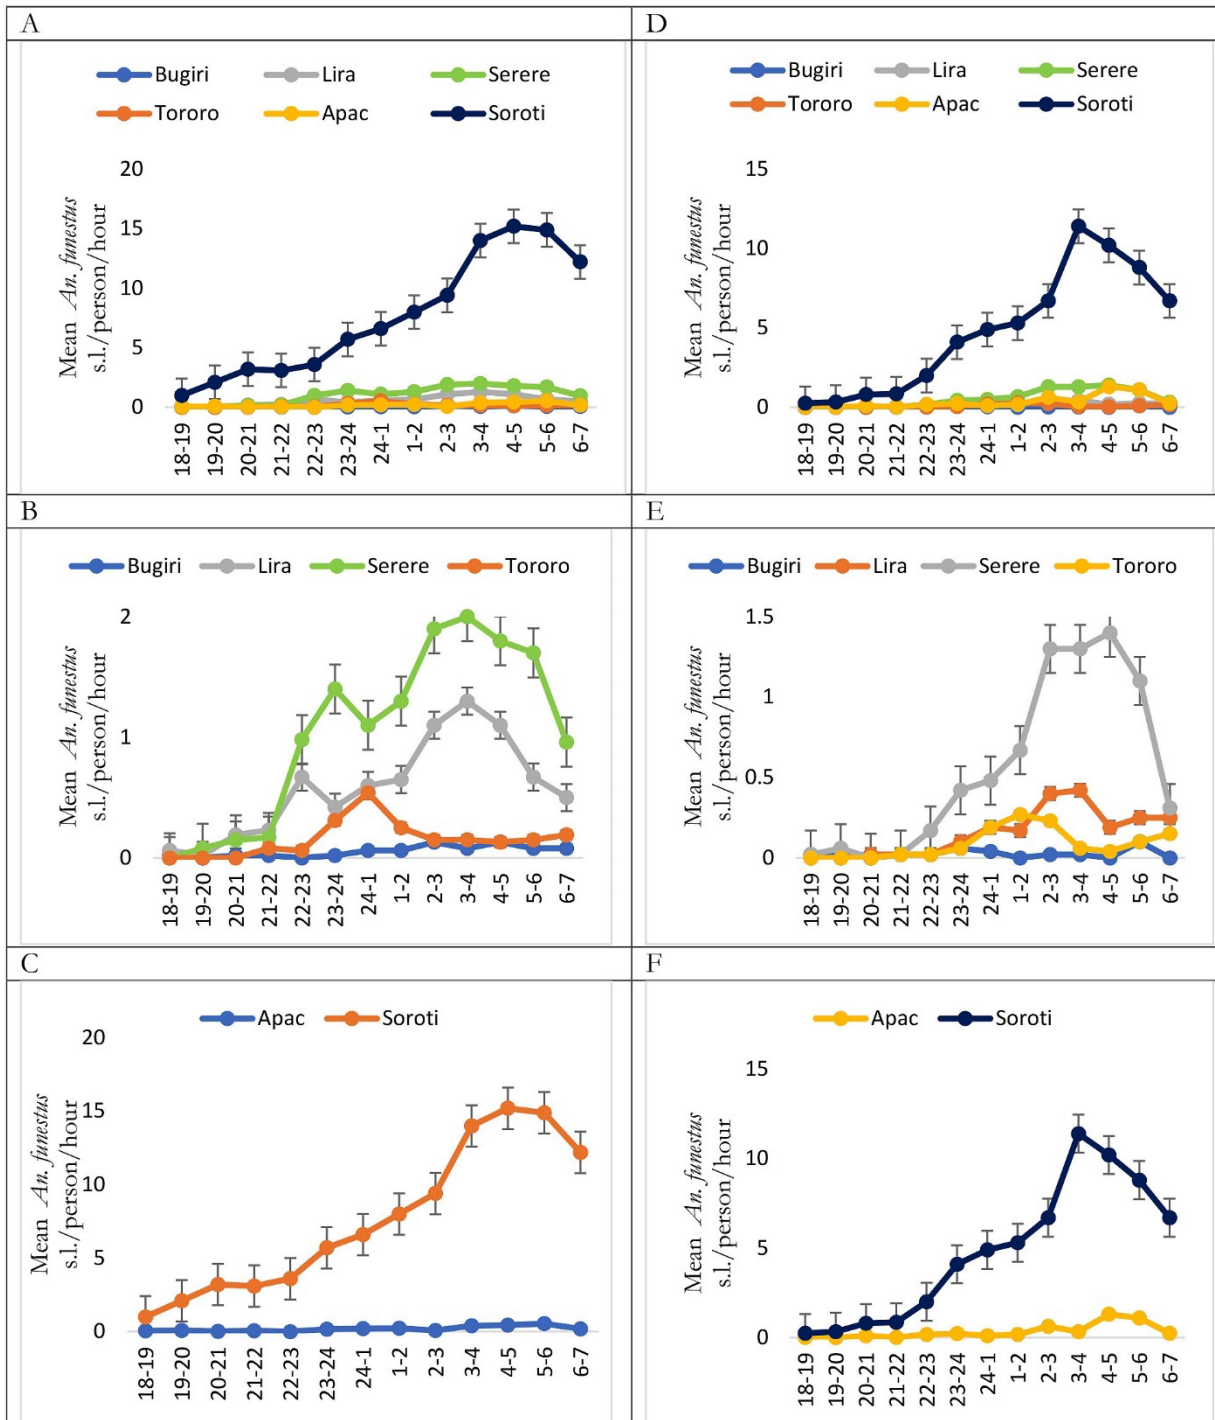 A
D
Bugiri Lira Serere
Tororo Apac Soroti
20
15
10
5
0
Mean An. funestus
s.l./person/hour
18-19 19-20 20-21 21-22 22-23 23-24 24-1 1-2 2-3 3-4 4-5 5-6 6-7
Bugiri Lira Serere
Tororo Apac Soroti
15
10
5
0
Mean An. funestus
s.l./person/hour
18-19 19-20 20-21 21-22 22-23 23-24 24-1 1-2 2-3 3-4 4-5 5-6 6-7
B
E
Bugiri Lira Serere Tororo
2
1
0
Mean An. funestus
s.l./person/hour
18-19 19-20 20-21 21-22 22-23 23-24 24-1 1-2 2-3 3-4 4-5 5-6 6-7
Bugiri Lira Serere Tororo
1.5
1
0.5
0
Mean An. funestus
s.l./person/hour
18-19 19-20 20-21 21-22 22-23 23-24 24-1 1-2 2-3 3-4 4-5 5-6 6-7
C
F
Apac Soroti
20
15
10
5
0
Mean An. funestus
s.l./person/hour
18-19 19-20 20-21 21-22 22-23 23-24 24-1 1-2 2-3 3-4 4-5 5-6 6-7
Apac Soroti
15
10
5
0
Mean An. funestus
s.l./person/hour
18-19 19-20 20-21 21-22 22-23 23-24 24-1 1-2 2-3 3-4 4-5 5-6 6-7